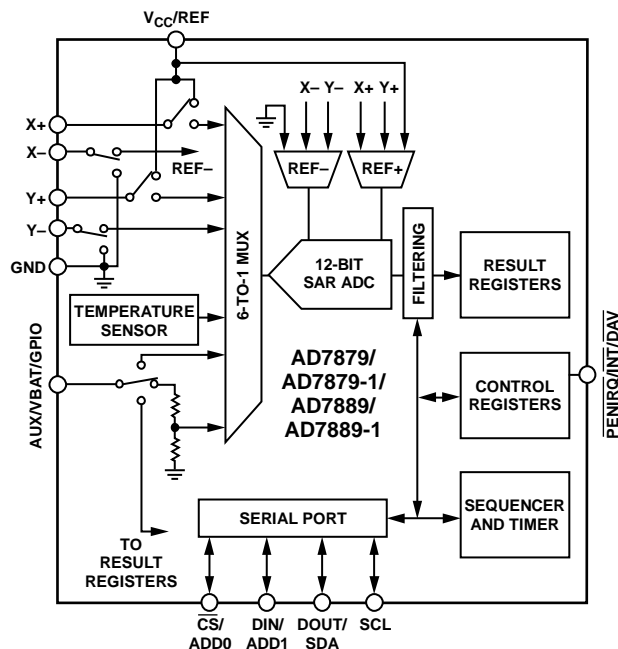 VCC/REF
X– Y– X+ Y+
X+
X–
REF–
Y+
Y–
GND
REF–
REF+
6-TO-1 MUX
12-BIT
SAR ADC
FILTERING
RESULT
REGISTERS
TEMPERATURE
SENSOR
AUX/VBAT/GPIO
AD7879/
AD7879-1/
AD7889/
AD7889-1
CONTROL
REGISTERS
PENIRQ/INT/DAV
SEQUENCER
AND TIMER
SERIAL PORT
TO
RESULT
REGISTERS
CS/
ADD0
DIN/
ADD1
DOUT/
SDA
SCL